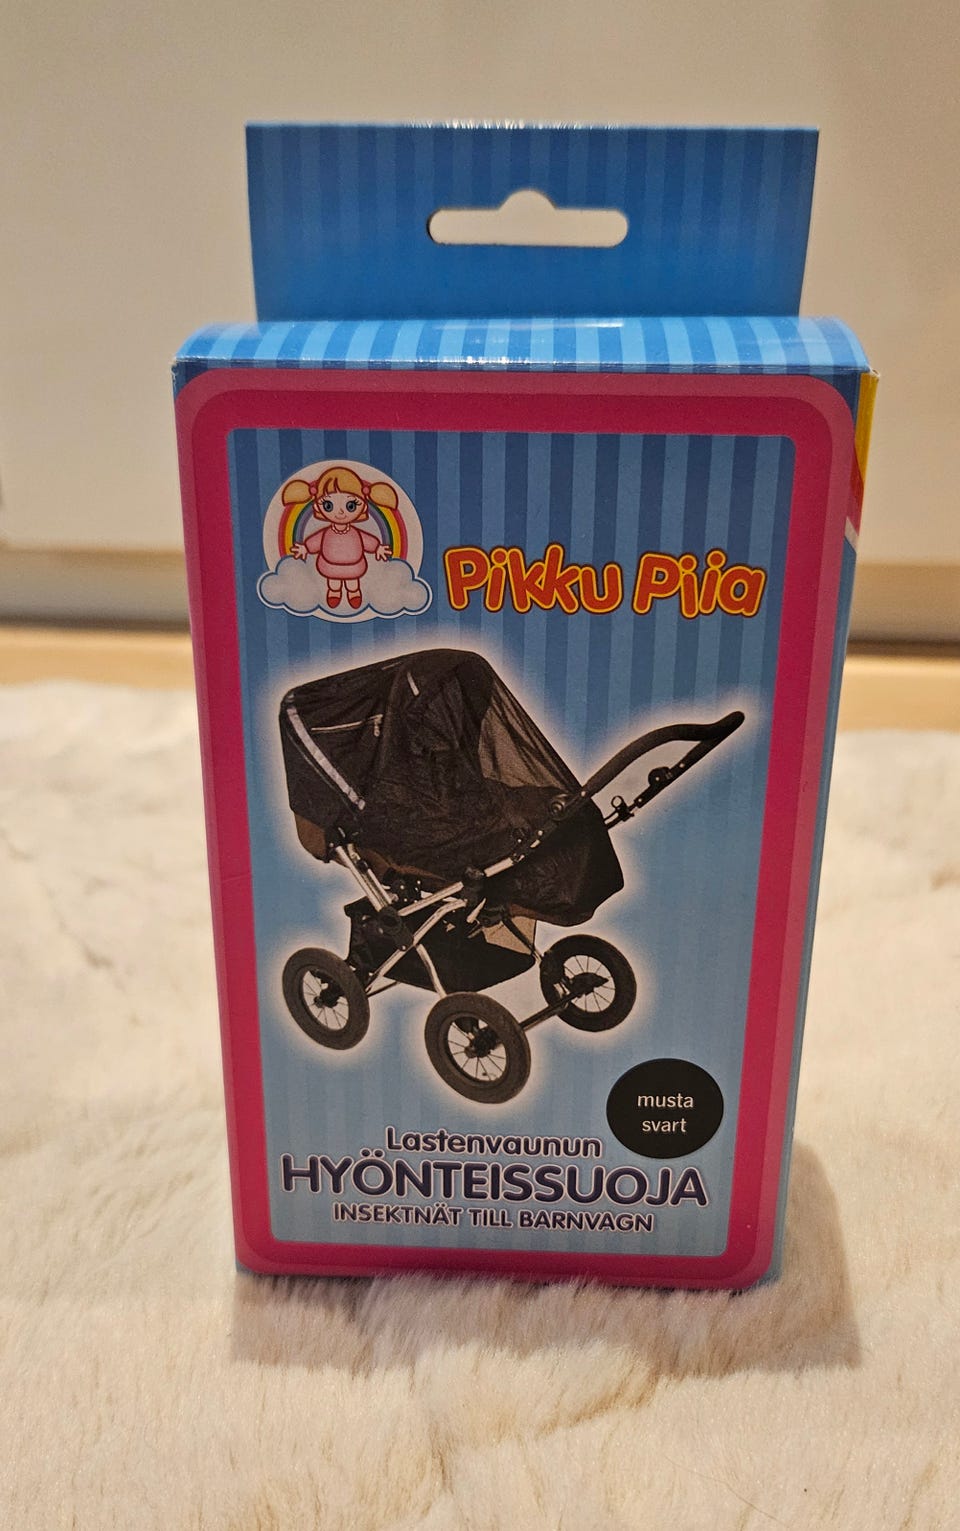 Pikku Piia
musta
svart
Lastenvaunun
HYÖNTEISSUOJA
INSEKTNÄT TILL BARNVAGN